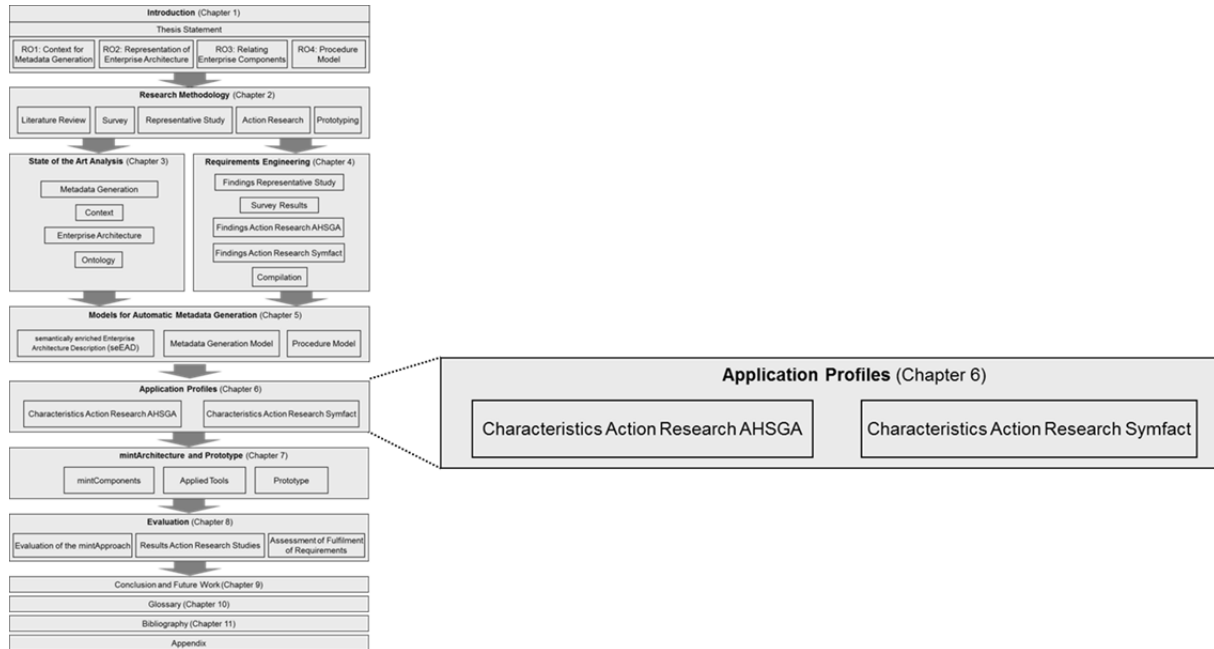 Introduction (Chapter 1)
Thesis Statement
RO1: Context for
Metadata Generation
RO2: Representation of
Enterprise Architecture
RO3: Relating
Enterprise Components
RO4: Procedure
Model
Research Methodology (Chapter 2)
Literature Review
Survey
Representative Study
Action Research
Prototyping
State of the Art Analysis (Chapter 3)
Metadata Generation
Context
Enterprise Architecture
Ontology
Requirements Engineering (Chapter 4)
Findings Representative Study
Survey Results
Findings Action Research AHSGA
Findings Action Research Symfact
Compilation
Models for Automatic Metadata Generation (Chapter 5)
semantically enriched Enterprise
Architecture Description (seEAD)
Metadata Generation Model
Procedure Model
Application Profiles (Chapter 6)
Characteristics Action Research AHSGA
Characteristics Action Research Symfact
mintArchitecture and Prototype (Chapter 7)
mintComponents
Applied Tools
Prototype
Evaluation (Chapter 8)
Evaluation of the mintApproach
Results Action Research Studies
Assessment of Fulfilment
of Requirements
Conclusion and Future Work (Chapter 9)
Glossary (Chapter 10)
Bibliography (Chapter 11)
Appendix
Application Profiles (Chapter 6)
Characteristics Action Research AHSGA
Characteristics Action Research Symfact